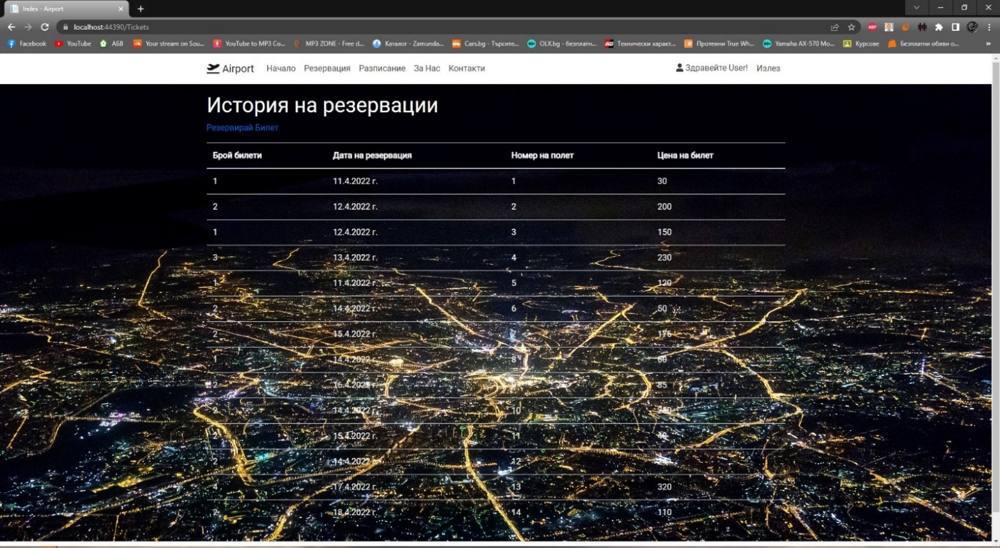 Index - Airport
localhost:44390/Tickets
Facebook YouTube АБВ Your stream on Sou... YouTube to MP3 Co... MP3 ZONE - Free d... Каталог - Zamunda... Cars.bg - Търсете... OLX.bg - безплатн... Технически характ... Протеини True Wh... Yamaha AX-570 Mo... Курсове Безплатни обяви о... »
Airport Начало Резервация Разписание За Нас Контакти Здравейте User! Излез
История на резервации
Резервирай Билет
Брой билети Дата на резервация Номер на полет Цена на билет
1 11.4.2022 г. 1 30
2 12.4.2022 г. 2 200
1 12.4.2022 г. 3 150
3 13.4.2022 г. 4 230
1 11.4.2022 г. 5 120
2 14.4.2022 г. 6 50
2 15.4.2022 г. 7 176
1 14.4.2022 г. 8 60
2 16.4.2022 г. 85
2 14.4.2022 г. 10
2 15.4.2022 г. 11
2 14.4.2022 г. 12
4 17.4.2022 г. 13 320
2 18.4.2022 г. 14 110